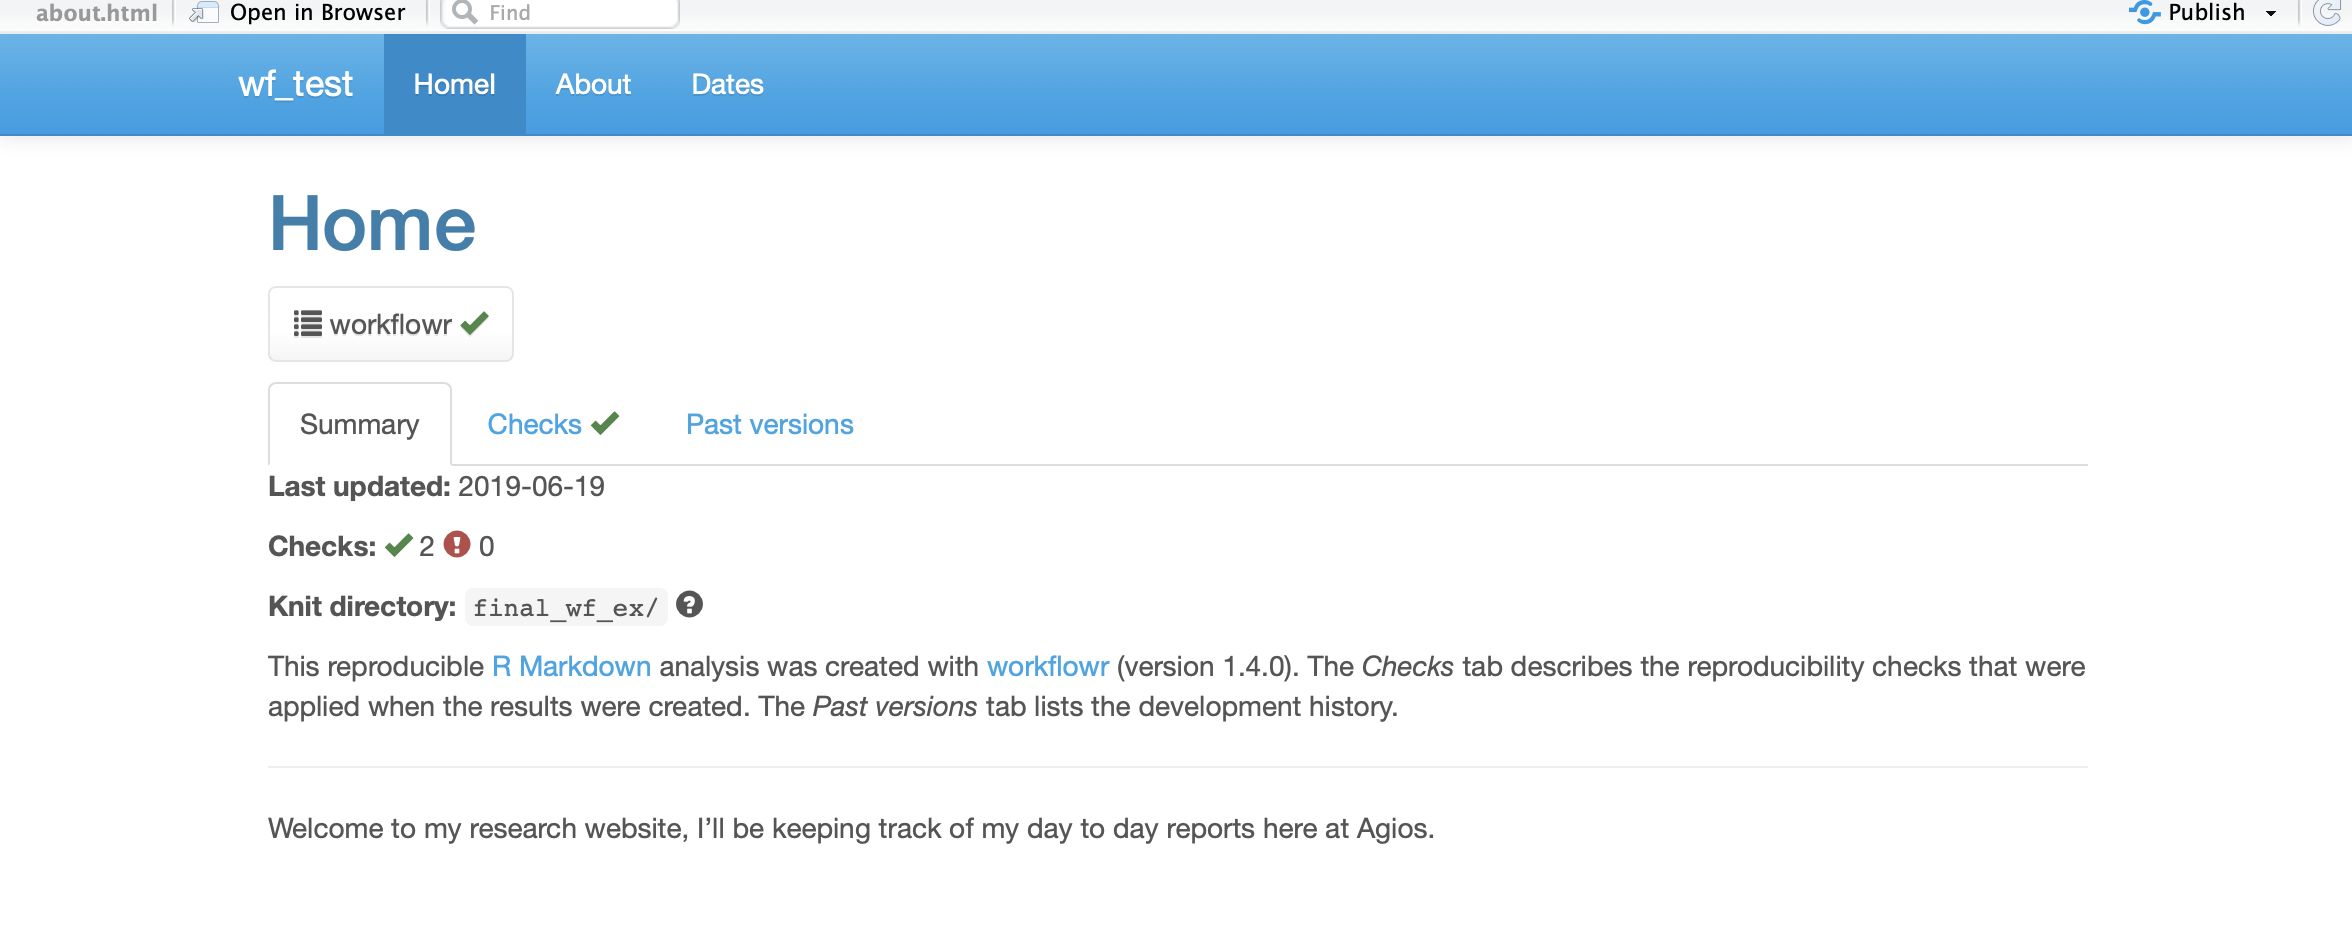 about.html Open in Browser Find Publish
wf_test Homel About Dates
Home
workflowr
Summary Checks Past versions
Last updated: 2019-06-19
Checks: 2 0
Knit directory: final_wf_ex/
This reproducible R Markdown analysis was created with workflowr (version 1.4.0). The Checks tab describes the reproducibility checks that were
applied when the results were created. The Past versions tab lists the development history.
Welcome to my research website, I’ll be keeping track of my day to day reports here at Agios.